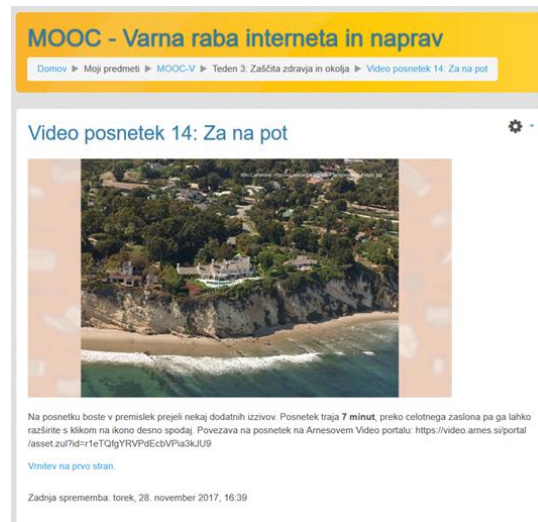 MOOC - Varna raba interneta in naprav
Domov ▶ Moji predmeti ▶ MOOC-V ▶ Teden 3: Zaščita zdravja in okolja ▶ Video posnetek 14: Za na pot
Video posnetek 14: Za na pot
Na posnetku boste v premislek prejeli nekaj dodatnih izzivov. Posnetek traja 7 minut, preko celotnega zaslona pa ga lahko
razširite s klikom na ikono desno spodaj. Povezava na posnetek na Arnesovem Video portalu: https://video.arnes.si/portal
/asset.zul?id=r1eTQfgYRVPdEcbVPia3kJU9
Vrnitev na prvo stran.
Zadnja sprememba: torek, 28. november 2017, 16:39